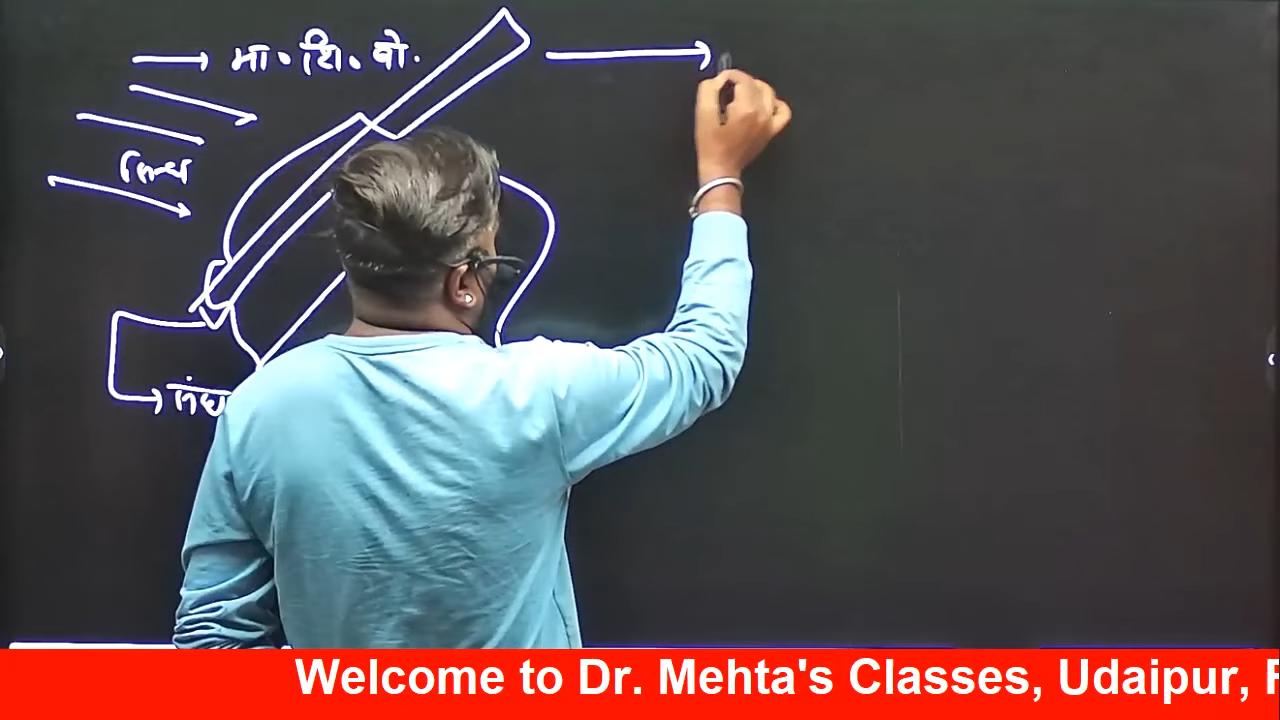 मा. शि. बो.
सिन्ध
Welcome to Dr. Mehta's Classes, Udaipur,